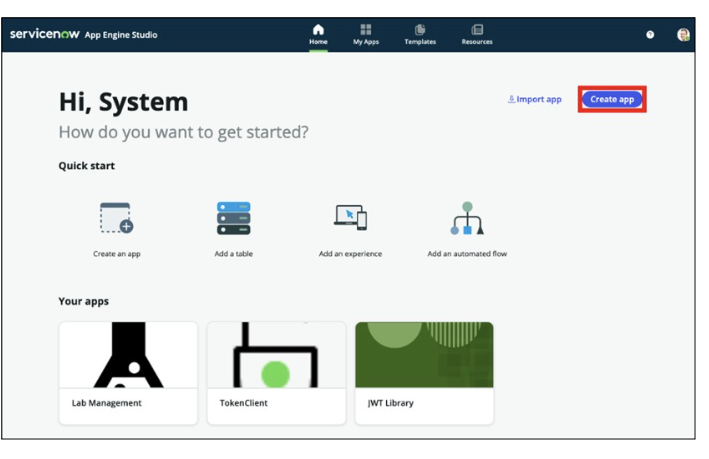 servicenow App Engine Studio
Home My Apps Templates Resources
Hi, System
Import app Create app
How do you want to get started?
Quick start
Create an app Add a table Add an experience Add an automated flow
Your apps
Lab Management TokenClient JWT Library